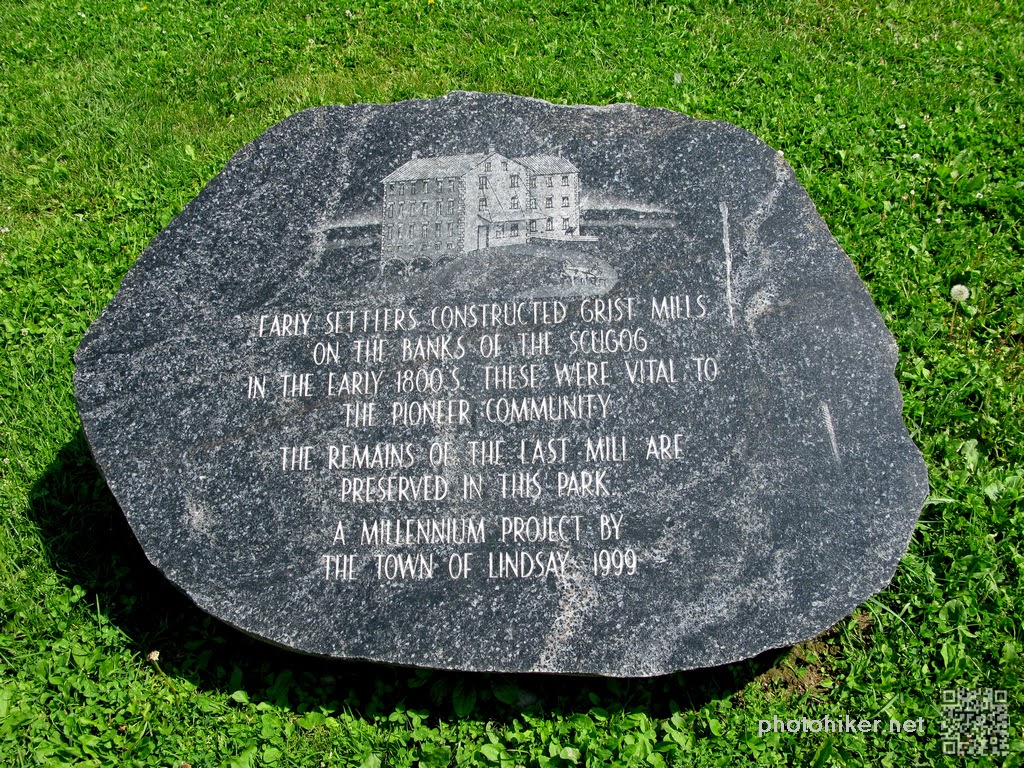 EARLY SETTLERS CONSTRUCTED GRIST MILLS
ON THE BANKS OF THE SCUGOG
IN THE EARLY 1800'S. THESE WERE VITAL TO
THE PIONEER COMMUNITY.
THE REMAINS OF THE LAST MILL ARE
PRESERVED IN THIS PARK.
A MILLENNIUM PROJECT BY
THE TOWN OF LINDSAY 1999
photohiker.net